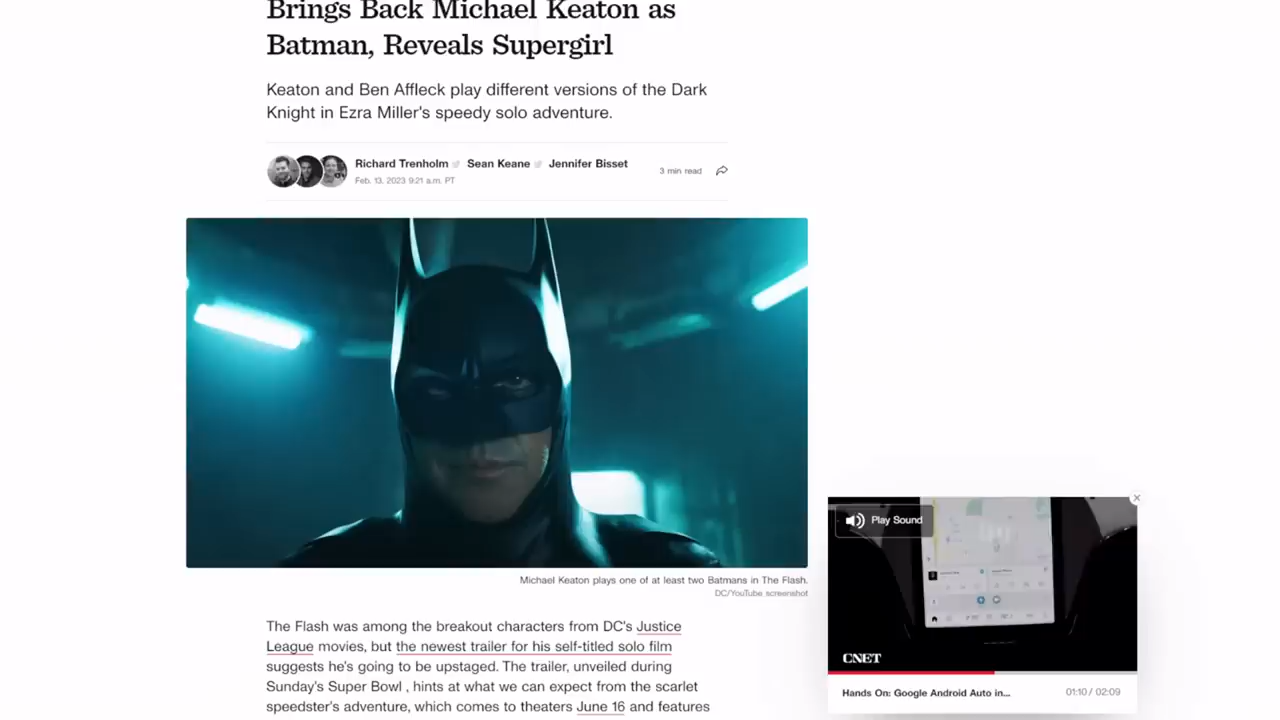 Brings Back Michael Keaton as
Batman, Reveals Supergirl
Keaton and Ben Affleck play different versions of the Dark
Knight in Ezra Miller's speedy solo adventure.
Richard Trenholm Sean Keane Jennifer Bisset
Feb. 13, 2023 9:21 a.m. PT
3 min read
Michael Keaton plays one of at least two Batmans in The Flash.
DC/YouTube screenshot
The Flash was among the breakout characters from DC's Justice
League movies, but the newest trailer for his self-titled solo film
suggests he's going to be upstaged. The trailer, unveiled during
Sunday's Super Bowl , hints at what we can expect from the scarlet
speedster's adventure, which comes to theaters June 16 and features
Play Sound
CNET
Hands On: Google Android Auto in...
01:10 / 02:09